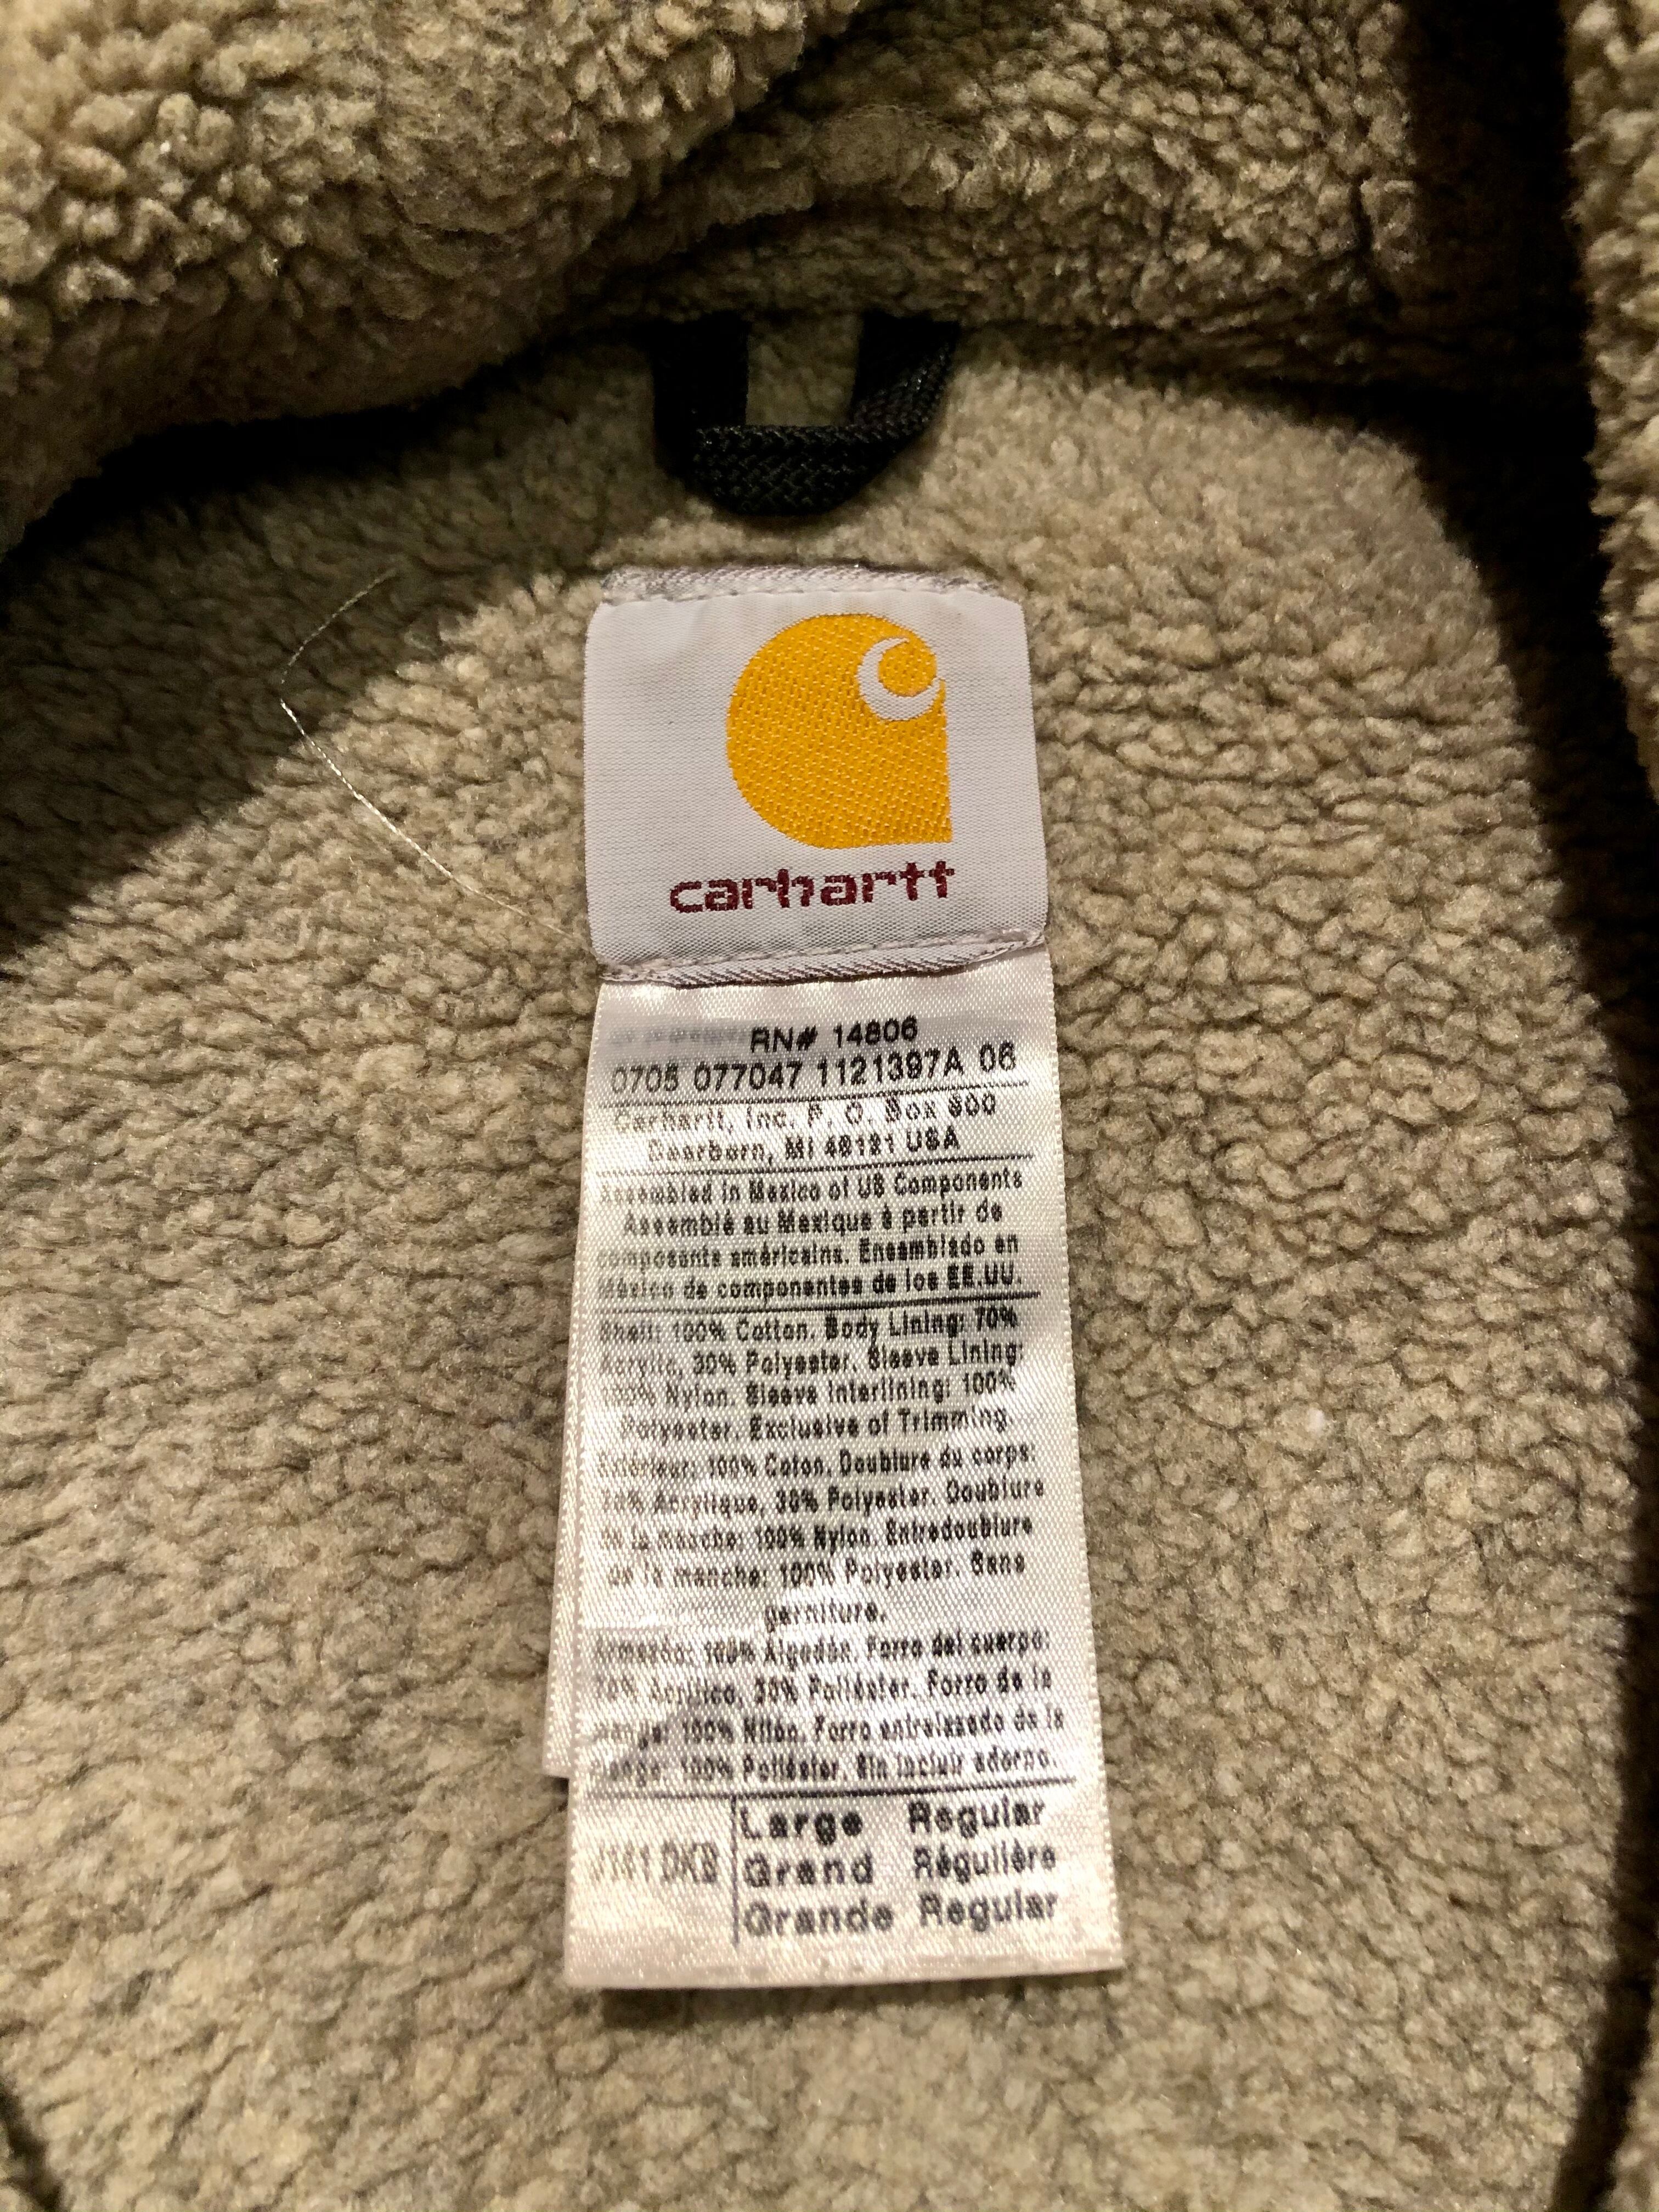 carhartt
RN# 14806
0705 077047 1121397A 06
Carhartt, Inc. P. O. Box 600
Dearborn, MI 48121 USA
Assembled in Mexico of US Components
Assemblé au Mexique à partir de
composants américains. Ensamblado en
México de componentes de los EE.UU.
Shell: 100% Cotton. Body Lining: 70%
Acrylic, 30% Polyester. Sleeve Lining:
100% Nylon. Sleeve Interlining: 100%
Polyester. Exclusive of Trimming.
Extérieur: 100% Coton. Doublure du corps:
70% Acrylique, 30% Polyester. Doublure
de la manche: 100% Nylon. Entredoublure
de la manche: 100% Polyester. Sans
garniture.
Armazón: 100% Algodón. Forro del cuerpo:
70% Acrílico, 30% Poliéster. Forro de la
manga: 100% Nilón. Forro entrelazado de la
manga: 100% Poliéster. Sin incluir adorno.
J141 DKB
Large Regular
Grand Régulière
Grande Regular